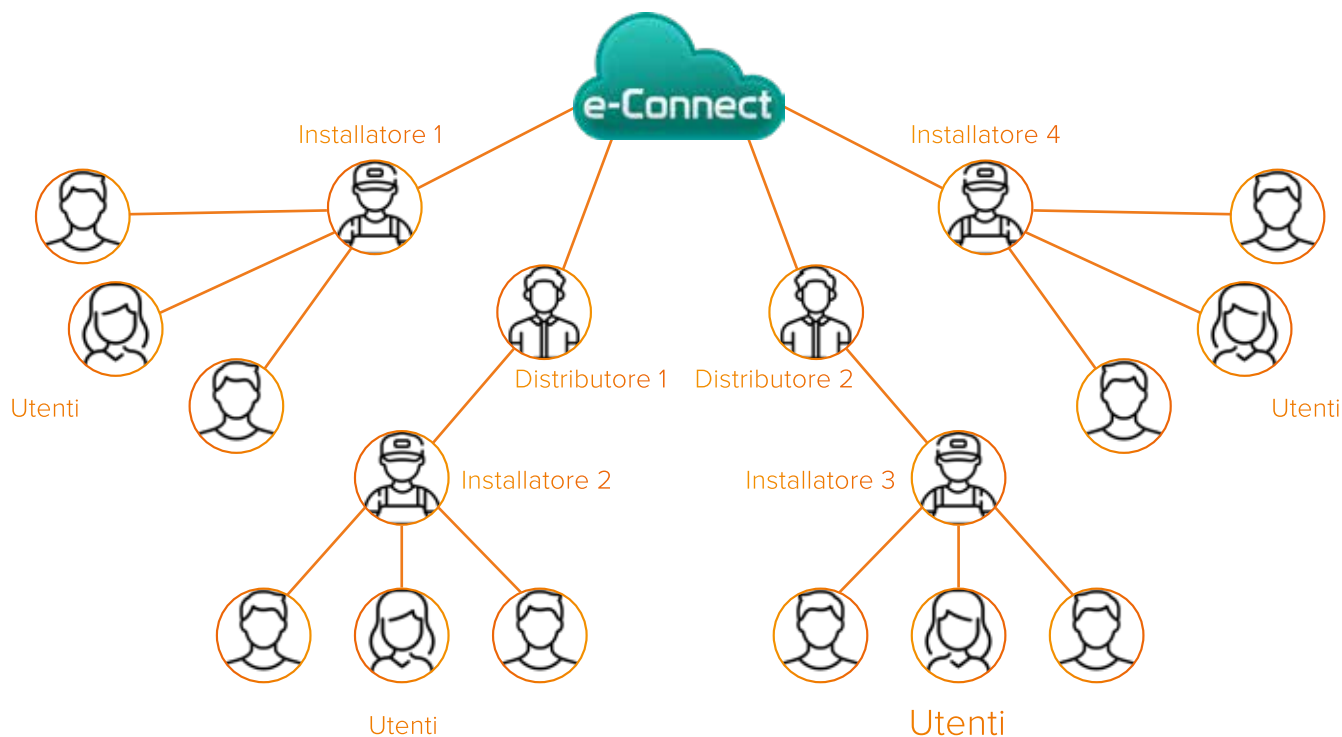 e-Connect
Installatore 1
Installatore 4
Distributore 1
Distributore 2
Utenti
Utenti
Installatore 2
Installatore 3
Utenti
Utenti